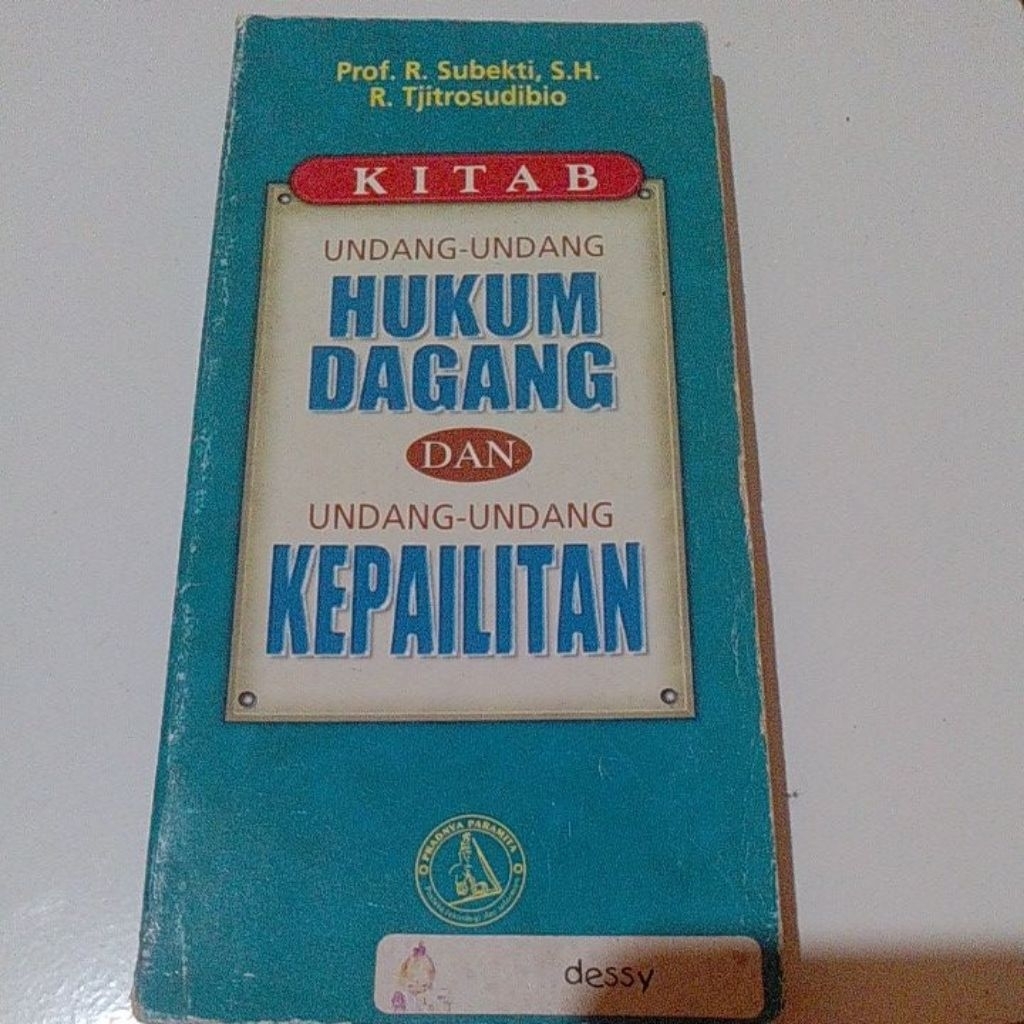 Prof. R. Subekti, S.H.
R. Tjitrosudibio
KITAB
UNDANG-UNDANG
HUKUM
DAGANG
DAN
UNDANG-UNDANG
KEPAILITAN
PRADNYA PARAMITA
dessy